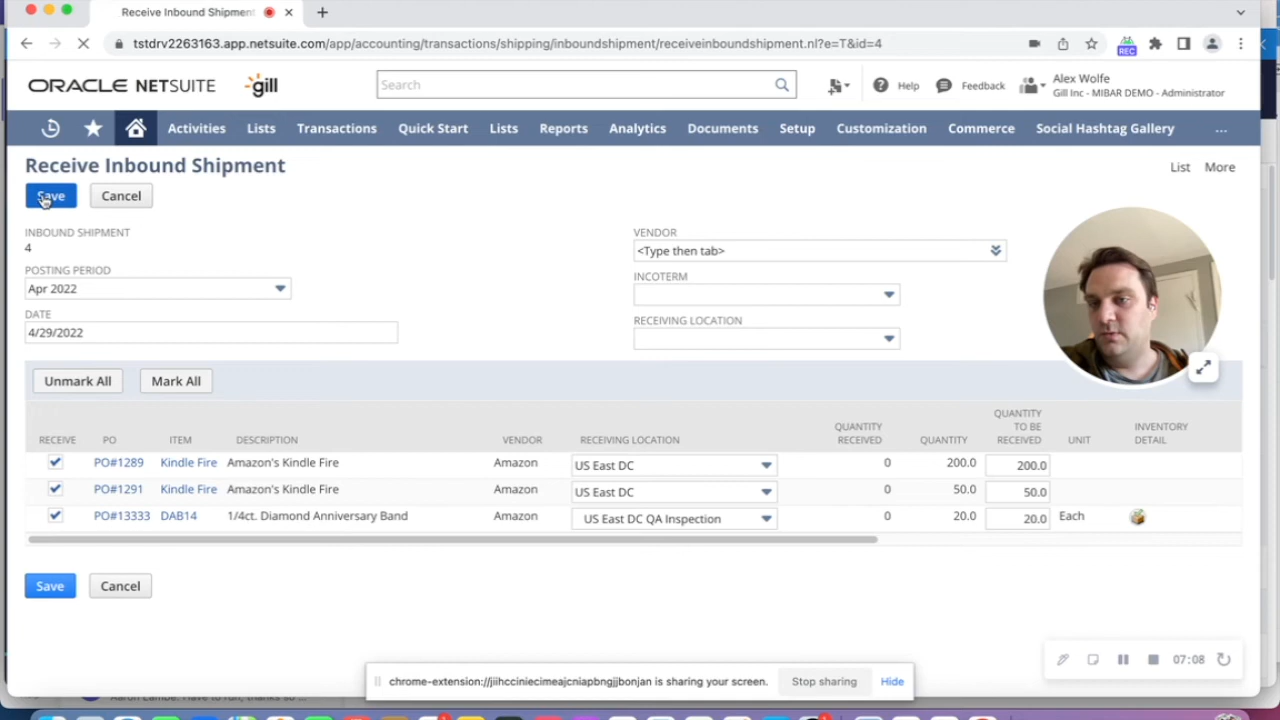 Receive Inbound Shipment
tstdrv2263163.app.netsuite.com/app/accounting/transactions/shipping/inboundshipment/receiveinboundshipment.nl?e=T&id=4
REC
ORACLE NETSUITE gill
Search
Help
Feedback
Alex Wolfe
Gill Inc - MIBAR DEMO - Administrator
Activities Lists Transactions Quick Start Lists Reports Analytics Documents Setup Customization Commerce Social Hashtag Gallery ...
Receive Inbound Shipment
List More
Save Cancel
INBOUND SHIPMENT
4
POSTING PERIOD
Apr 2022
DATE
4/29/2022
VENDOR
<Type then tab>
INCOTERM
RECEIVING LOCATION
Unmark All Mark All
RECEIVE PO ITEM DESCRIPTION VENDOR RECEIVING LOCATION QUANTITY RECEIVED QUANTITY QUANTITY TO BE RECEIVED UNIT INVENTORY DETAIL
PO#1289 Kindle Fire Amazon's Kindle Fire Amazon US East DC 0 200.0 200.0
PO#1291 Kindle Fire Amazon's Kindle Fire Amazon US East DC 0 50.0 50.0
PO#13333 DAB14 1/4ct. Diamond Anniversary Band Amazon US East DC QA Inspection 0 20.0 20.0 Each
Save Cancel
07:08
chrome-extension://jiihcciniecimeajcniapbngjjbonjan is sharing your screen. Stop sharing Hide